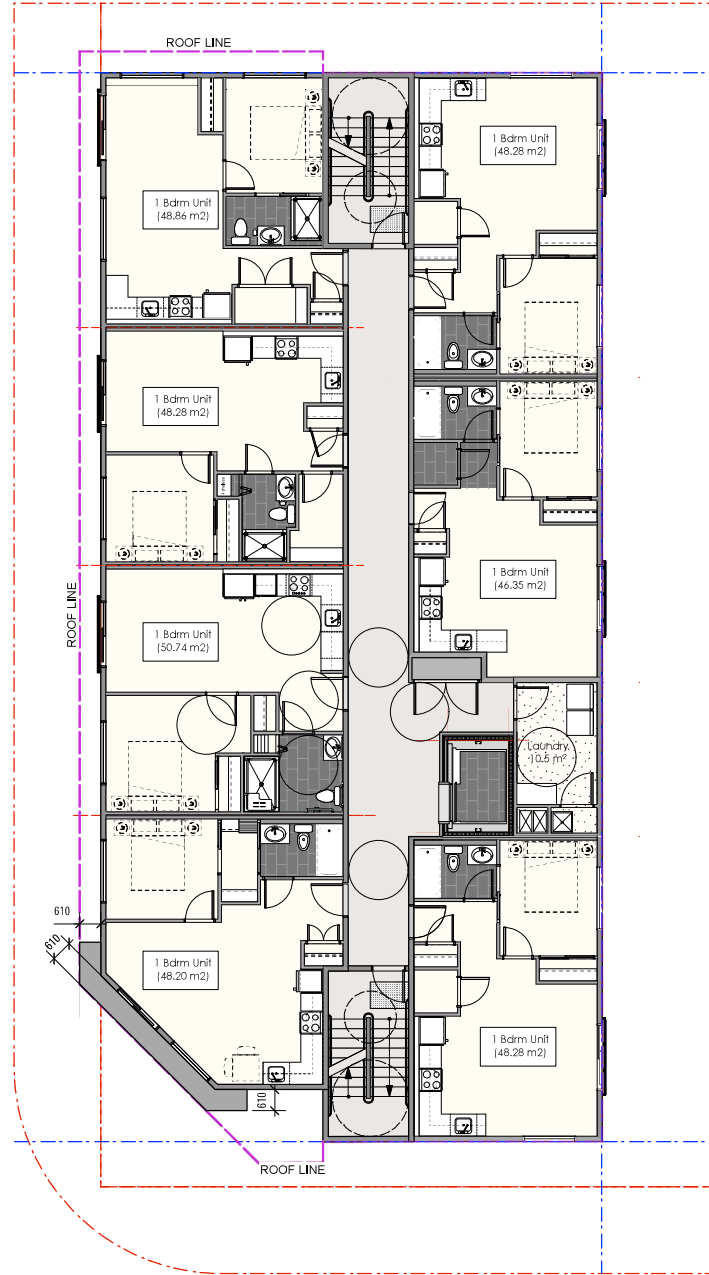 ROOF LINE
1 Bdrm Unit
(48.28 m2)
1 Bdrm Unit
(48.86 m2)
1 Bdrm Unit
(48.28 m2)
1 Bdrm Unit
(46.35 m2)
ROOF LINE
1 Bdrm Unit
(50.74 m2)
Laundry
10.5 m²
610
610
1 Bdrm Unit
(48.20 m2)
1 Bdrm Unit
(48.28 m2)
610
ROOF LINE